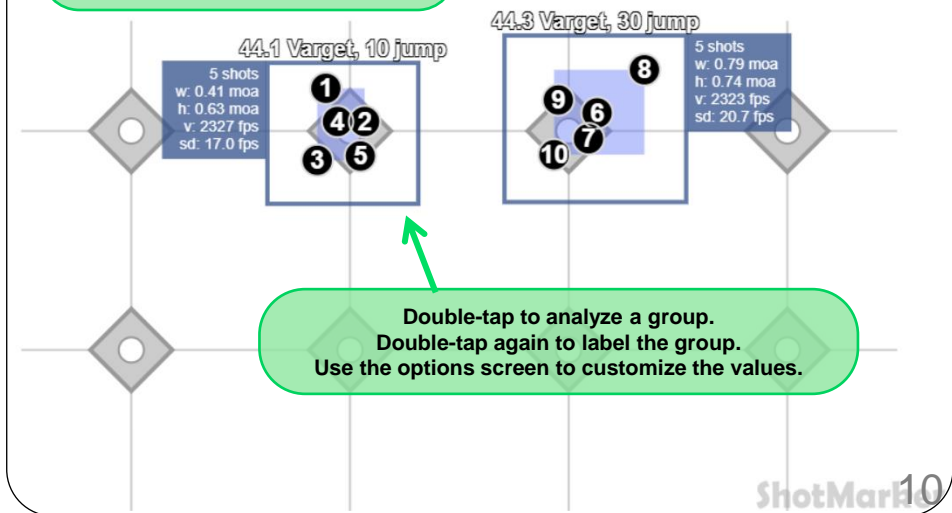 44.1 Varget, 10 jump
5 shots
w: 0.41 moa
h: 0.63 moa
v: 2327 fps
sd: 17.0 fps
1
4 2
3 5
44.3 Varget, 30 jump
5 shots
w: 0.79 moa
h: 0.74 moa
v: 2323 fps
sd: 20.7 fps
8
9 6
7
10
Double-tap to analyze a group.
Double-tap again to label the group.
Use the options screen to customize the values.
ShotMarker
10